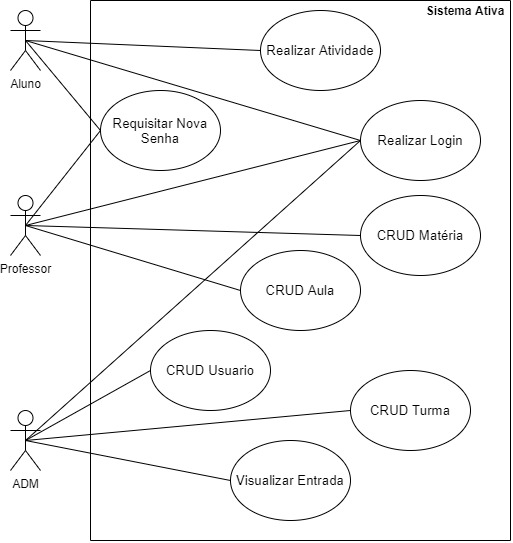 Sistema Ativa
Realizar Atividade
Aluno
Requisitar Nova
Senha
Realizar Login
CRUD Matéria
Professor
CRUD Aula
CRUD Usuario
CRUD Turma
Visualizar Entrada
ADM